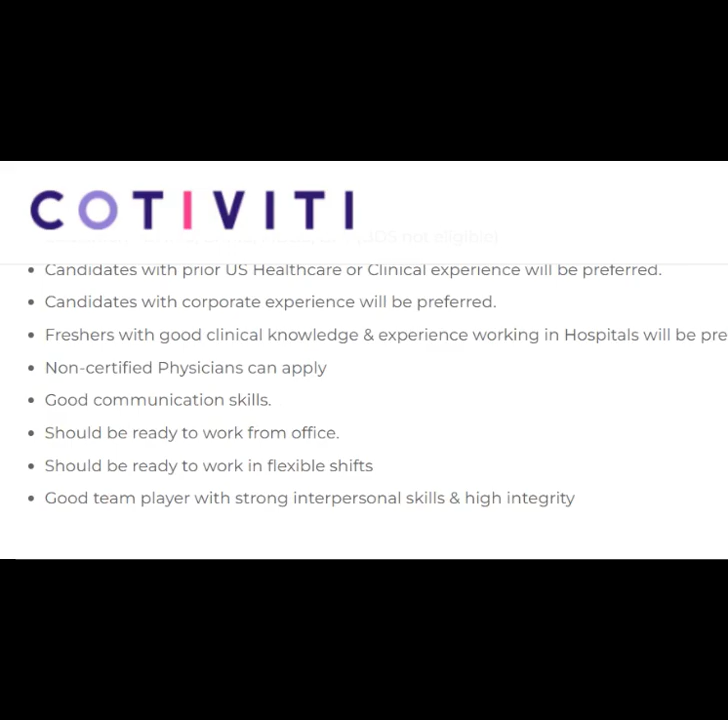 COTIVITI
BDS not eligible)
• Candidates with prior US Healthcare or Clinical experience will be preferred.
• Candidates with corporate experience will be preferred.
• Freshers with good clinical knowledge & experience working in Hospitals will be pre
• Non-certified Physicians can apply
• Good communication skills.
• Should be ready to work from office.
• Should be ready to work in flexible shifts
• Good team player with strong interpersonal skills & high integrity